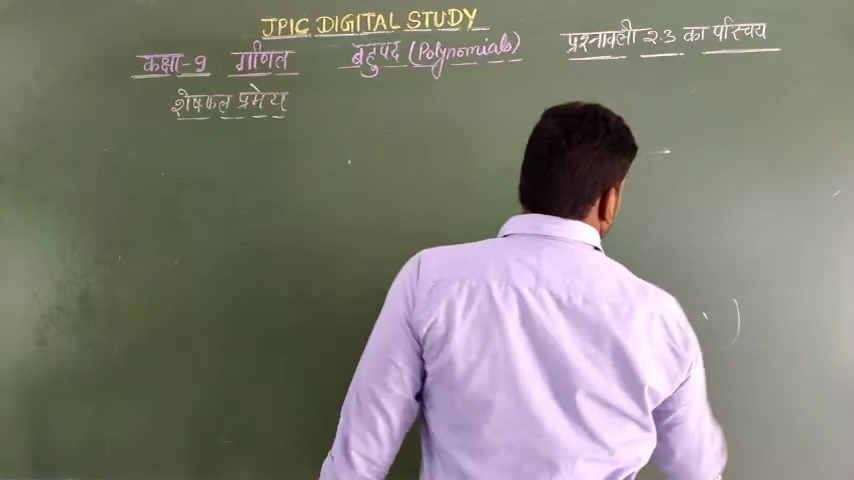 JPIC DIGITAL STUDY
कक्षा-9 गणित बहुपद (Polynomials) प्रश्नावली 2.3 का परिचय
शेषफल प्रमेय